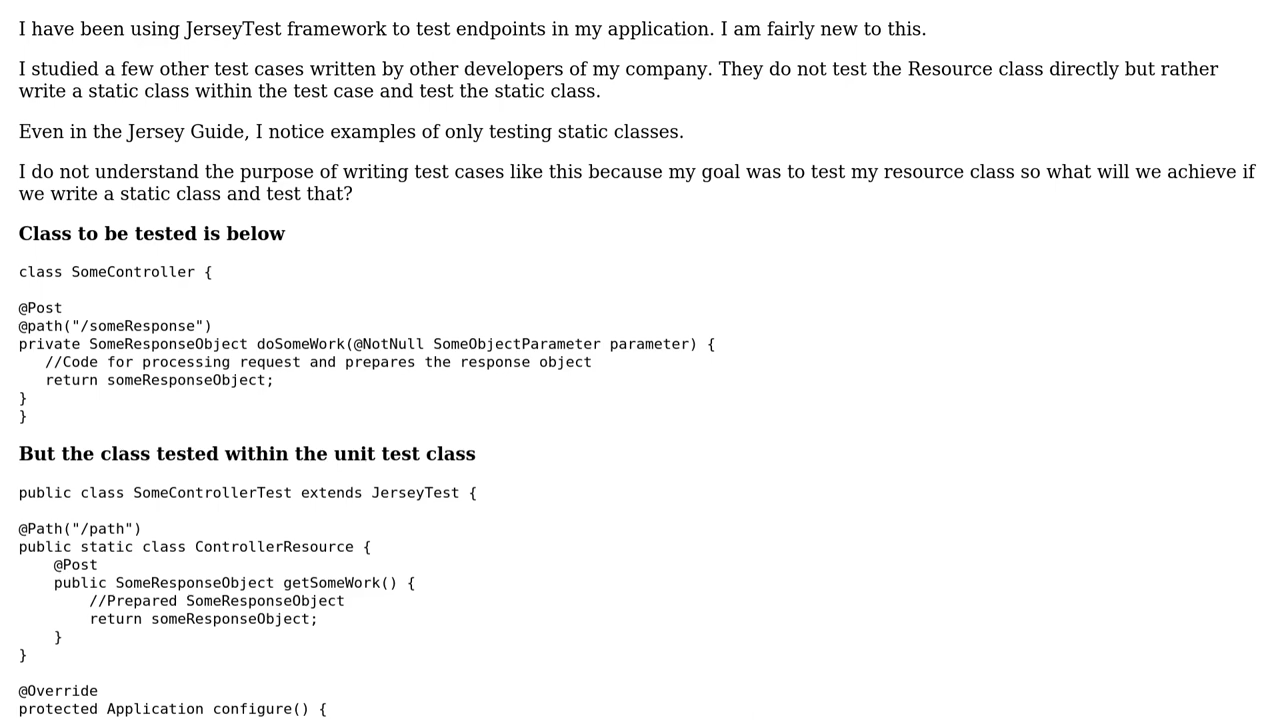 I have been using JerseyTest framework to test endpoints in my application. I am fairly new to this.
I studied a few other test cases written by other developers of my company. They do not test the Resource class directly but rather
write a static class within the test case and test the static class.
Even in the Jersey Guide, I notice examples of only testing static classes.
I do not understand the purpose of writing test cases like this because my goal was to test my resource class so what will we achieve if
we write a static class and test that?
Class to be tested is below
class SomeController {
@Post
@path("/someResponse")
private SomeResponseObject doSomeWork(@NotNull SomeObjectParameter parameter) {
   //Code for processing request and prepares the response object
   return someResponseObject;
}
}
But the class tested within the unit test class
public class SomeControllerTest extends JerseyTest {
@Path("/path")
public static class ControllerResource {
    @Post
    public SomeResponseObject getSomeWork() {
        //Prepared SomeResponseObject
        return someResponseObject;
    }
}
@Override
protected Application configure() {